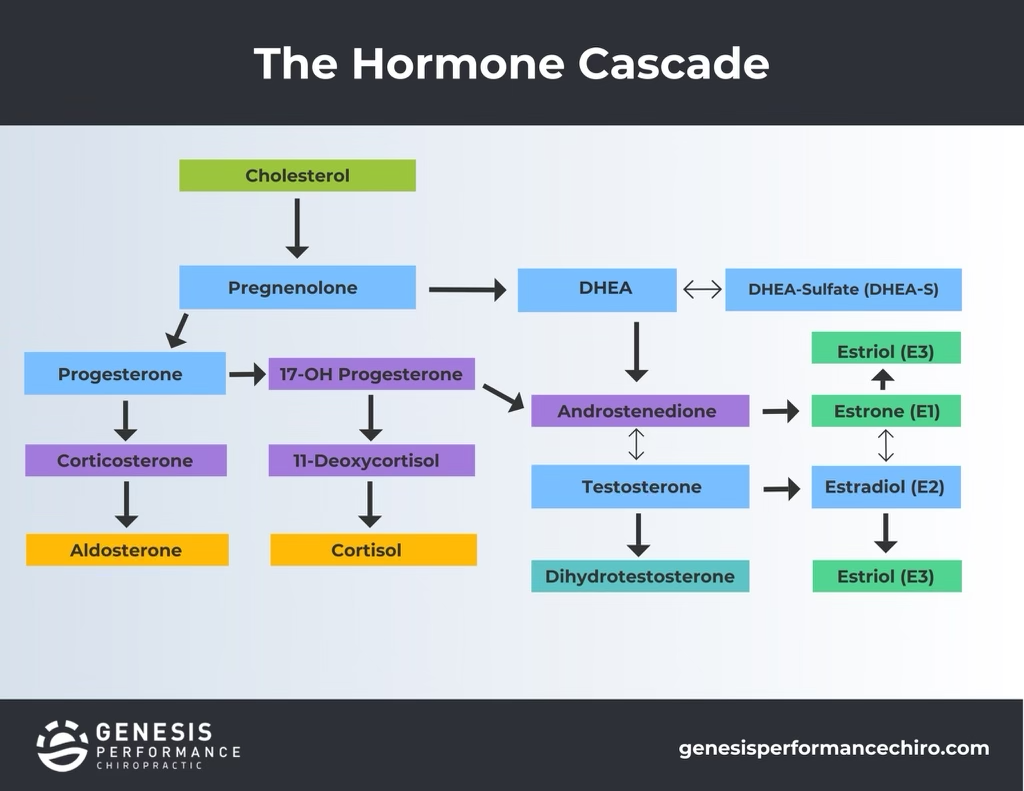 The Hormone Cascade
Cholesterol
Pregnenolone
DHEA
DHEA-Sulfate (DHEA-S)
Estriol (E3)
Progesterone
17-OH Progesterone
Androstenedione
Estrone (E1)
Corticosterone
11-Deoxycortisol
Testosterone
Estradiol (E2)
Aldosterone
Cortisol
Dihydrotestosterone
Estriol (E3)
GENESIS
PERFORMANCE
CHIROPRACTIC
genesisperformancechiro.com